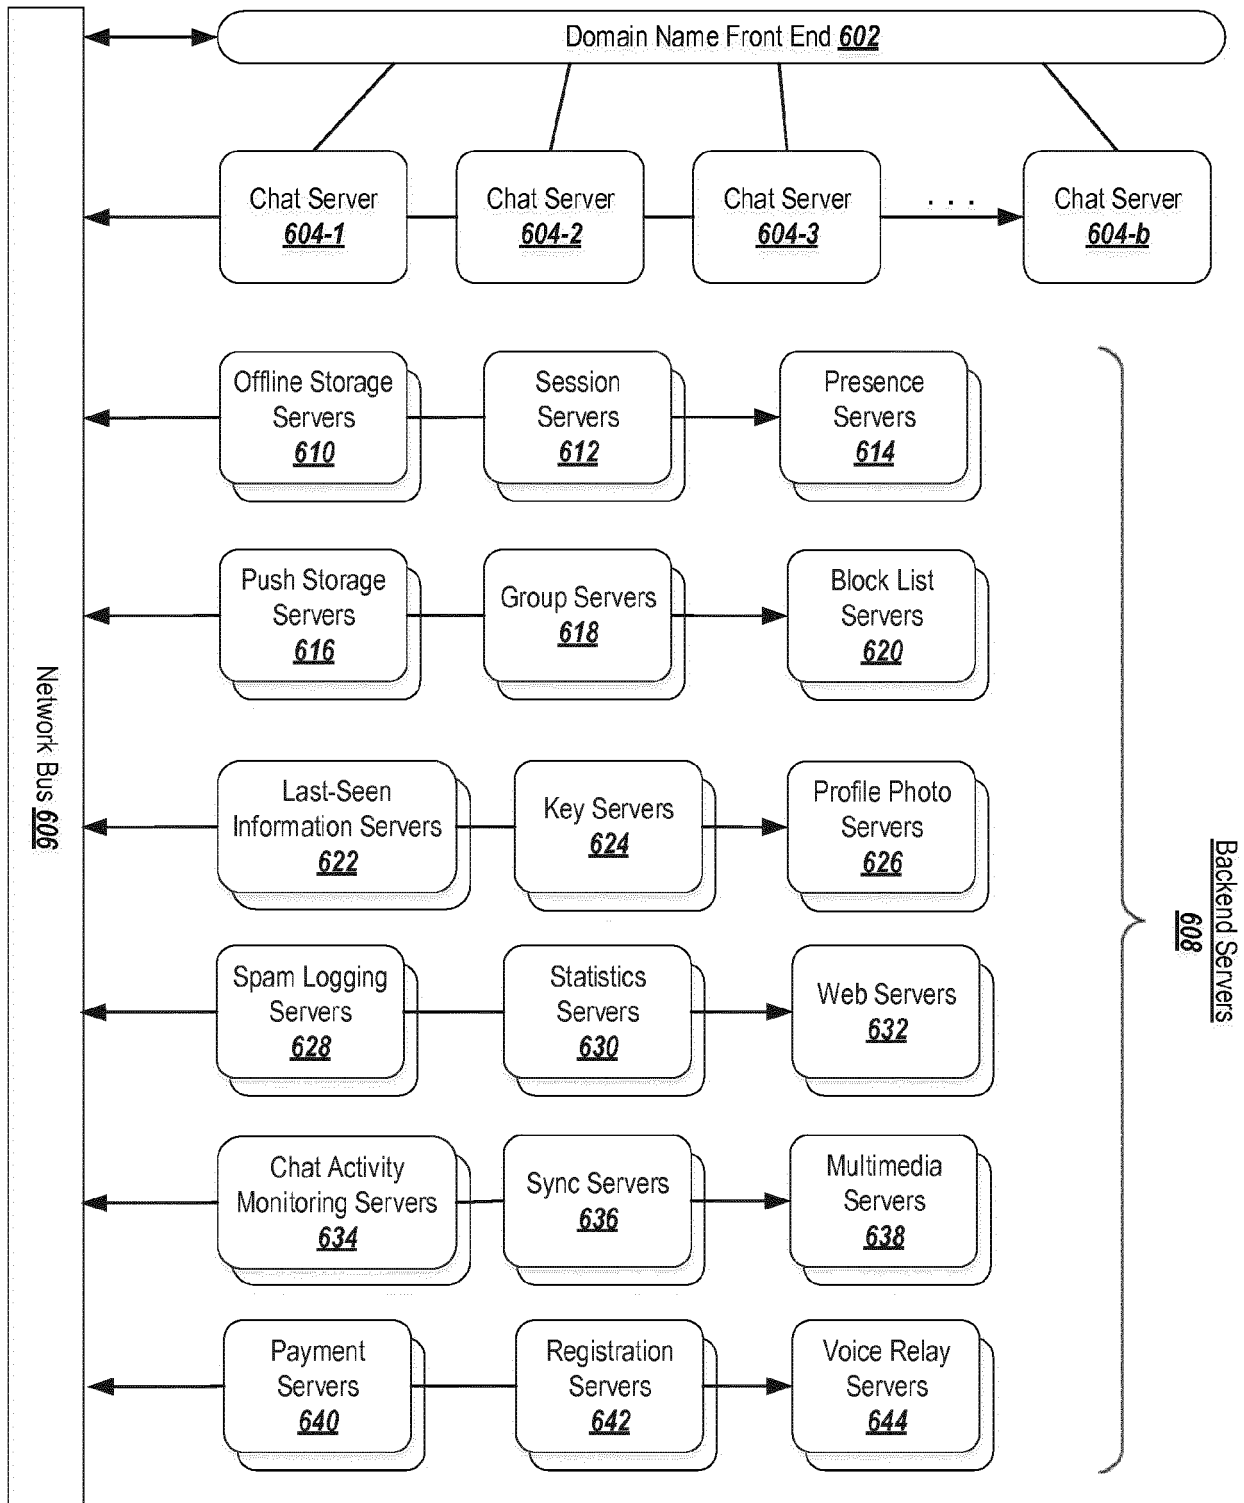 Domain Name Front End 602
Chat Server
604-1
Chat Server
604-2
Chat Server
604-3
. . .
Chat Server
604-b
Offline Storage
Servers
610
Session
Servers
612
Presence
Servers
614
Push Storage
Servers
616
Group Servers
618
Block List
Servers
620
Last-Seen
Information Servers
622
Key Servers
624
Profile Photo
Servers
626
Spam Logging
Servers
628
Statistics
Servers
630
Web Servers
632
Chat Activity
Monitoring Servers
634
Sync Servers
636
Multimedia
Servers
638
Payment
Servers
640
Registration
Servers
642
Voice Relay
Servers
644
Network Bus 606
Backend Servers
608